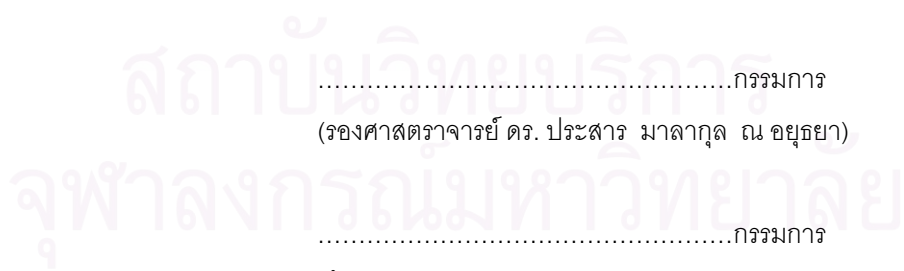 สถาบันวิทยบริการ
……………………………………………กรรมการ
(รองศาสตราจารย์ ดร. ประสาร มาลากุล ณ อยุธยา)
จุฬาลงกรณ์มหาวิทยาลัย
……………………………………………กรรมการ